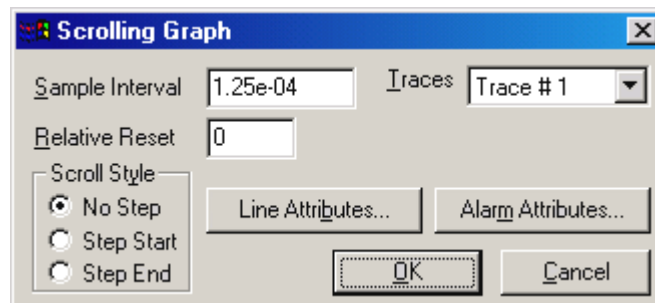 Scrolling Graph
Sample Interval 1.25e-04 Traces Trace # 1
Relative Reset 0
Scroll Style
No Step
Step Start
Step End
Line Attributes... Alarm Attributes...
OK Cancel